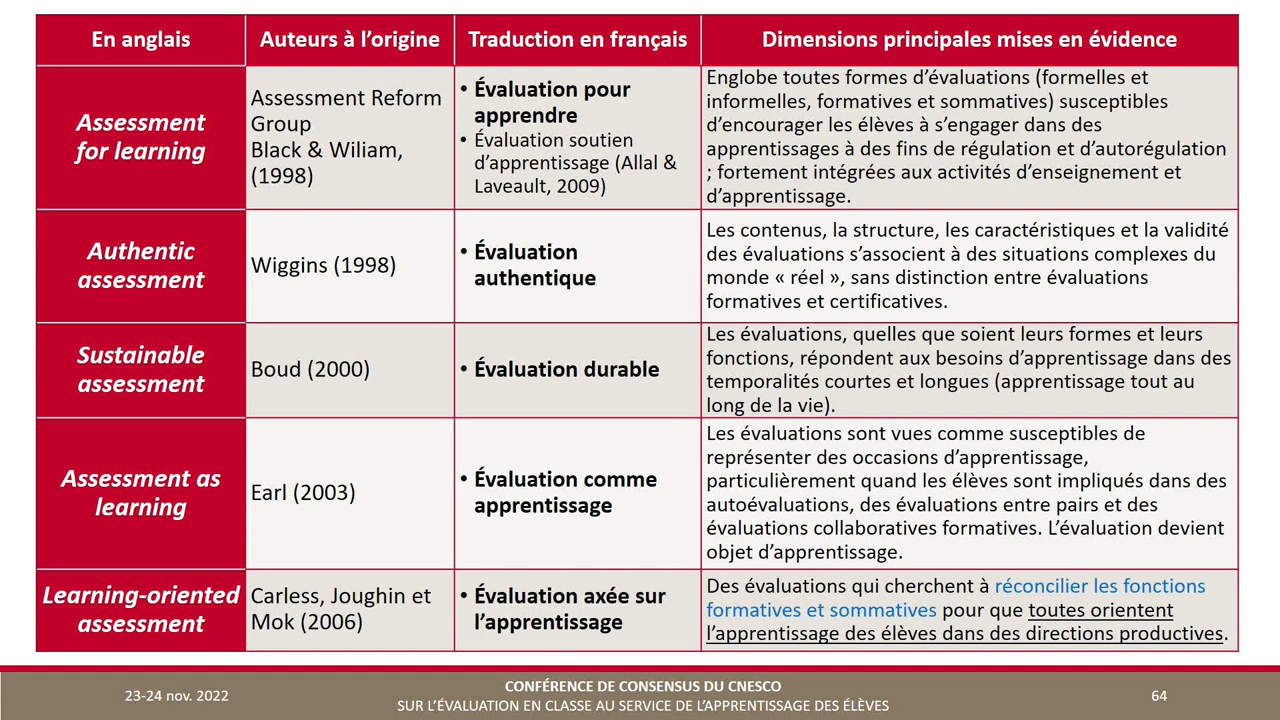 En anglais
Auteurs à l’origine
Traduction en français
Dimensions principales mises en évidence
Assessment
for learning
Assessment Reform
Group
Black & Wiliam,
(1998)
• Évaluation pour
apprendre
• Évaluation soutien
d’apprentissage (Allal &
Laveault, 2009)
Englobe toutes formes d’évaluations (formelles et
informelles, formatives et sommatives) susceptibles
d’encourager les élèves à s’engager dans des
apprentissages à des fins de régulation et d’autorégulation
; fortement intégrées aux activités d’enseignement et
d’apprentissage.
Authentic
assessment
Wiggins (1998)
• Évaluation
authentique
Les contenus, la structure, les caractéristiques et la validité
des évaluations s’associent à des situations complexes du
monde « réel », sans distinction entre évaluations
formatives et certificatives.
Sustainable
assessment
Boud (2000)
• Évaluation durable
Les évaluations, quelles que soient leurs formes et leurs
fonctions, répondent aux besoins d’apprentissage dans des
temporalités courtes et longues (apprentissage tout au
long de la vie).
Assessment as
learning
Earl (2003)
• Évaluation comme
apprentissage
Les évaluations sont vues comme susceptibles de
représenter des occasions d’apprentissage,
particulièrement quand les élèves sont impliqués dans des
autoévaluations, des évaluations entre pairs et des
évaluations collaboratives formatives. L’évaluation devient
objet d’apprentissage.
Learning-oriented
assessment
Carless, Joughin et
Mok (2006)
• Évaluation axée sur
l’apprentissage
Des évaluations qui cherchent à réconcilier les fonctions
formatives et sommatives pour que toutes orientent
l’apprentissage des élèves dans des directions productives.
23-24 nov. 2022
CONFÉRENCE DE CONSENSUS DU CNESCO
SUR L’ÉVALUATION EN CLASSE AU SERVICE DE L’APPRENTISSAGE DES ÉLÈVES
64